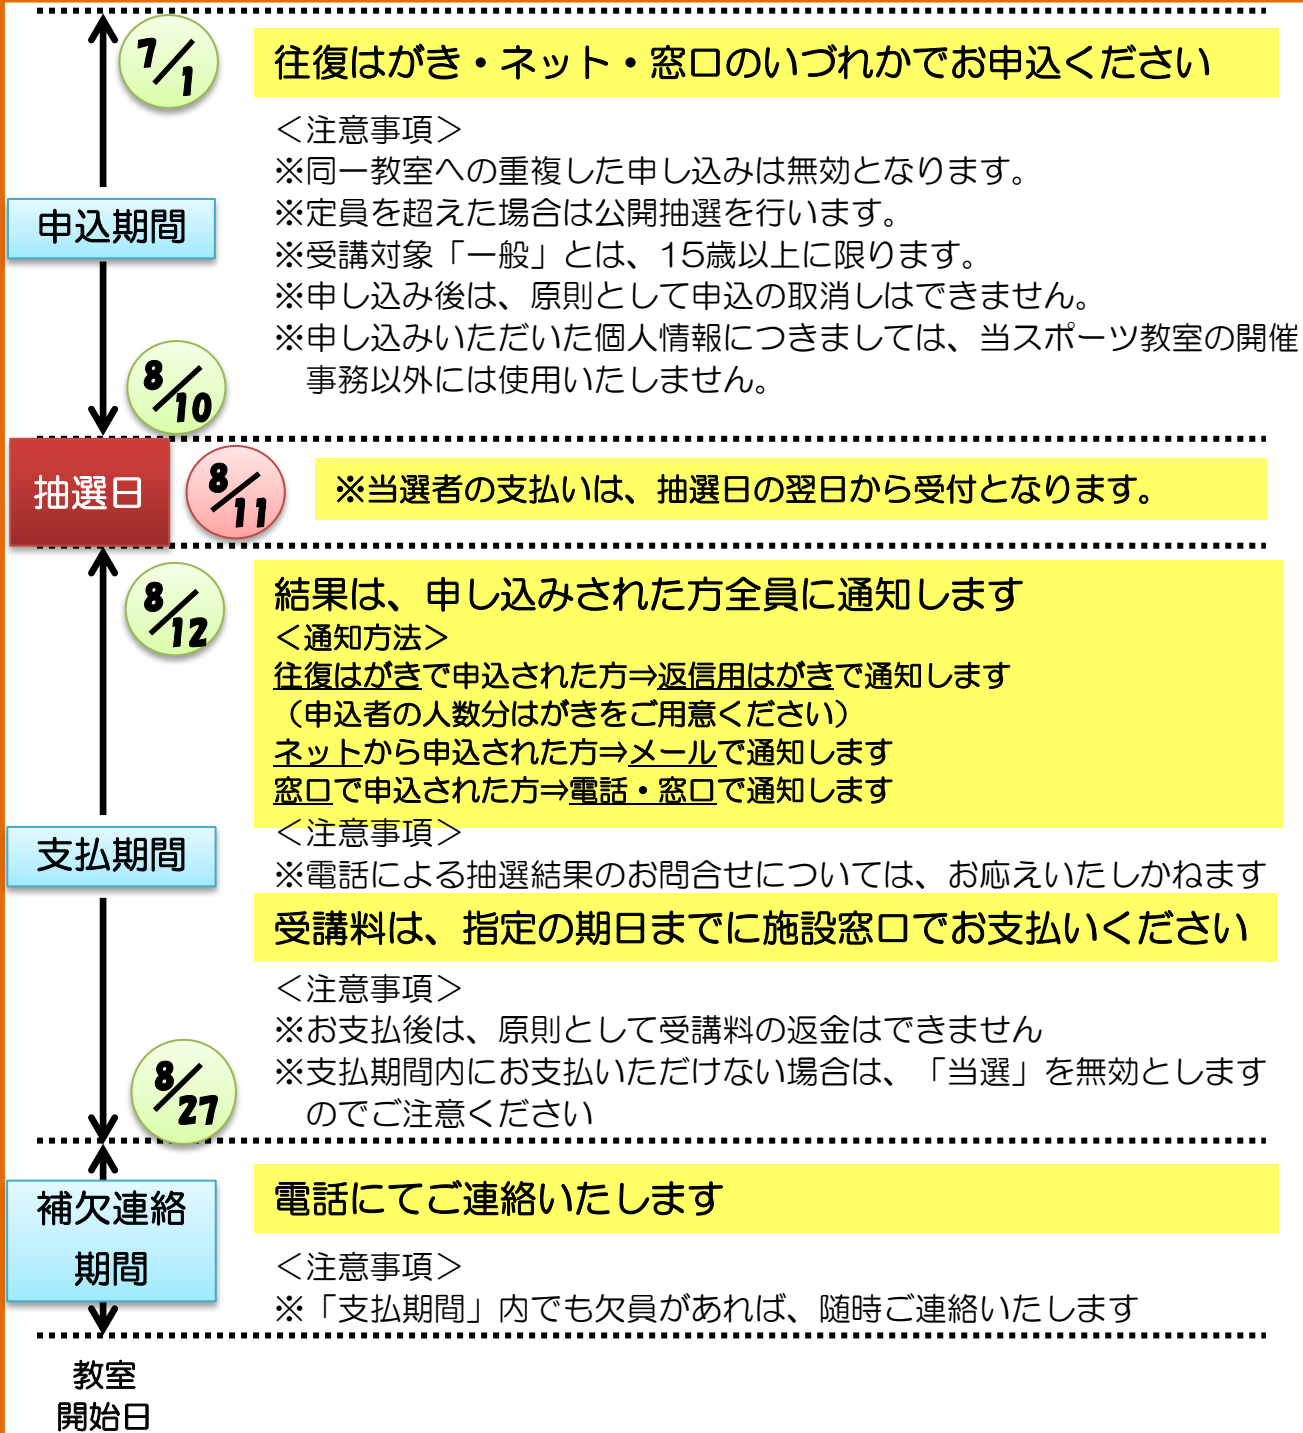 7/1
往復はがき・ネット・窓口のいづれかでお申込ください
＜注意事項＞
※同一教室への重複した申し込みは無効となります。
申込期間
※定員を超えた場合は公開抽選を行います。
※受講対象「一般」とは、15歳以上に限ります。
※申し込み後は、原則として申込の取消しはできません。
※申し込みいただいた個人情報につきましては、当スポーツ教室の開催
事務以外には使用いたしません。
8/10
抽選日
8/11
※当選者の支払いは、抽選日の翌日から受付となります。
8/12
結果は、申し込みされた方全員に通知します
＜通知方法＞
往復はがきで申込された方⇒返信用はがきで通知します
（申込者の人数分はがきをご用意ください）
ネットから申込された方⇒メールで通知します
窓口で申込された方⇒電話・窓口で通知します
＜注意事項＞
支払期間
※電話による抽選結果のお問合せについては、お応えいたしかねます
受講料は、指定の期日までに施設窓口でお支払いください
＜注意事項＞
※お支払後は、原則として受講料の返金はできません
※支払期間内にお支払いただけない場合は、「当選」を無効とします
のでご注意ください
8/27
補欠連絡
期間
電話にてご連絡いたします
＜注意事項＞
※「支払期間」内でも欠員があれば、随時ご連絡いたします
教室
開始日